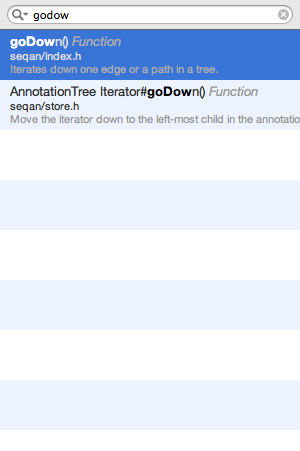 godow
goDown() Function
seqan/index.h
Iterates down one edge or a path in a tree.
AnnotationTree Iterator#goDown() Function
seqan/store.h
Move the iterator down to the left-most child in the annotatio